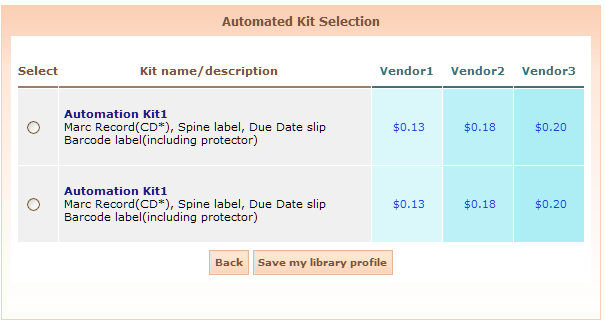 Automated Kit Selection
Select Kit name/description Vendor1 Vendor2 Vendor3
Automation Kit1
Marc Record(CD*), Spine label, Due Date slip
Barcode label(including protector)
$0.13 $0.18 $0.20
Automation Kit1
Marc Record(CD*), Spine label, Due Date slip
Barcode label(including protector)
$0.13 $0.18 $0.20
Back Save my library profile